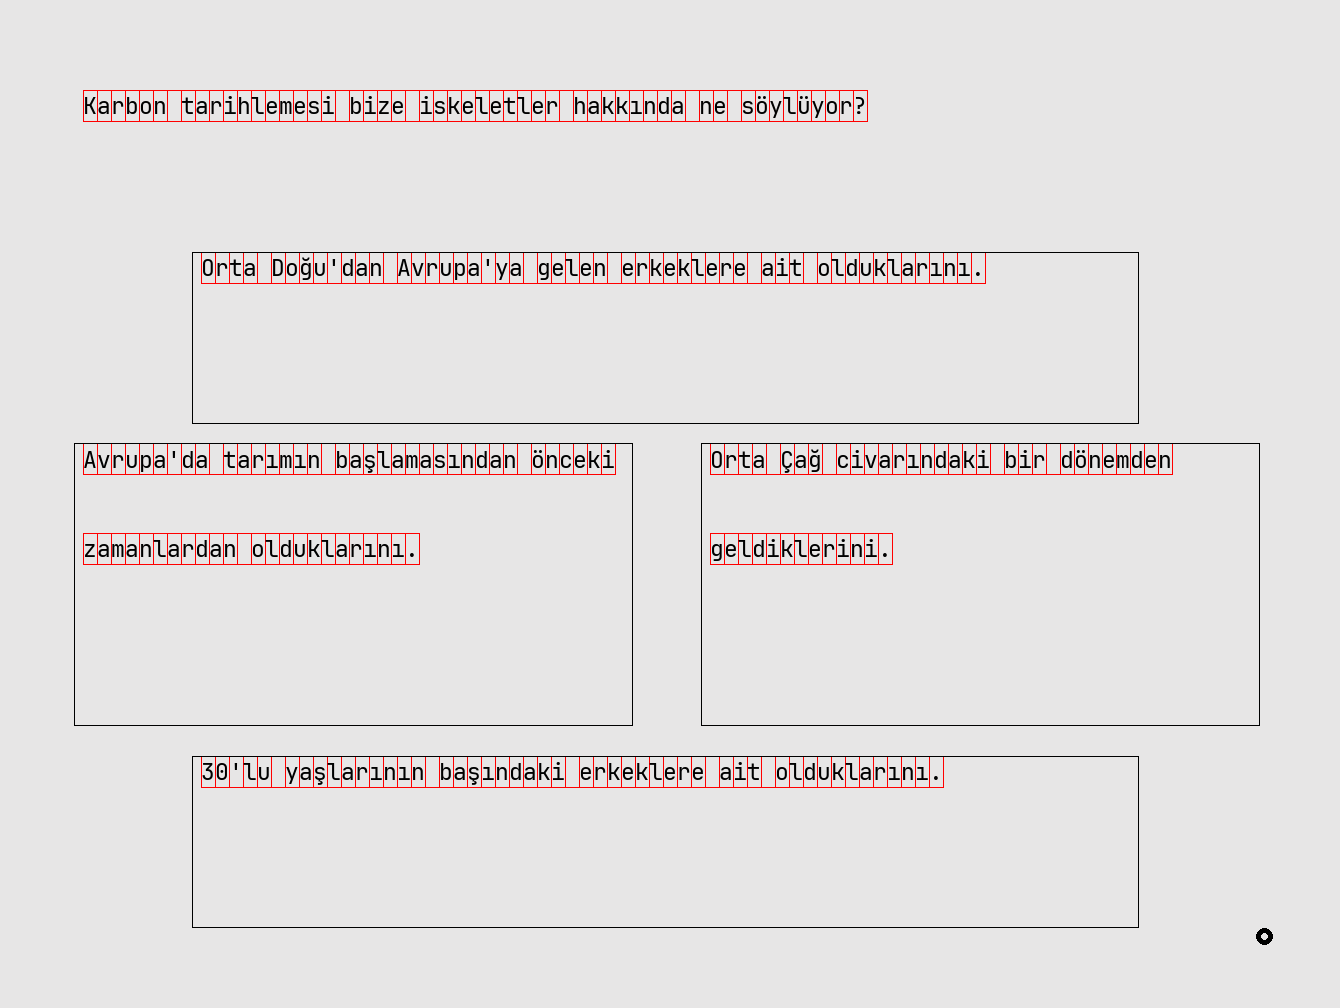 Karbon tarihlemesi bize iskeletler hakkında ne söylüyor?
Orta Doğu'dan Avrupa'ya gelen erkeklere ait olduklarını.
Avrupa'da tarımın başlamasından önceki
zamanlardan olduklarını.
Orta Çağ civarındaki bir dönemden
geldiklerini.
30'lu yaşlarının başındaki erkeklere ait olduklarını.